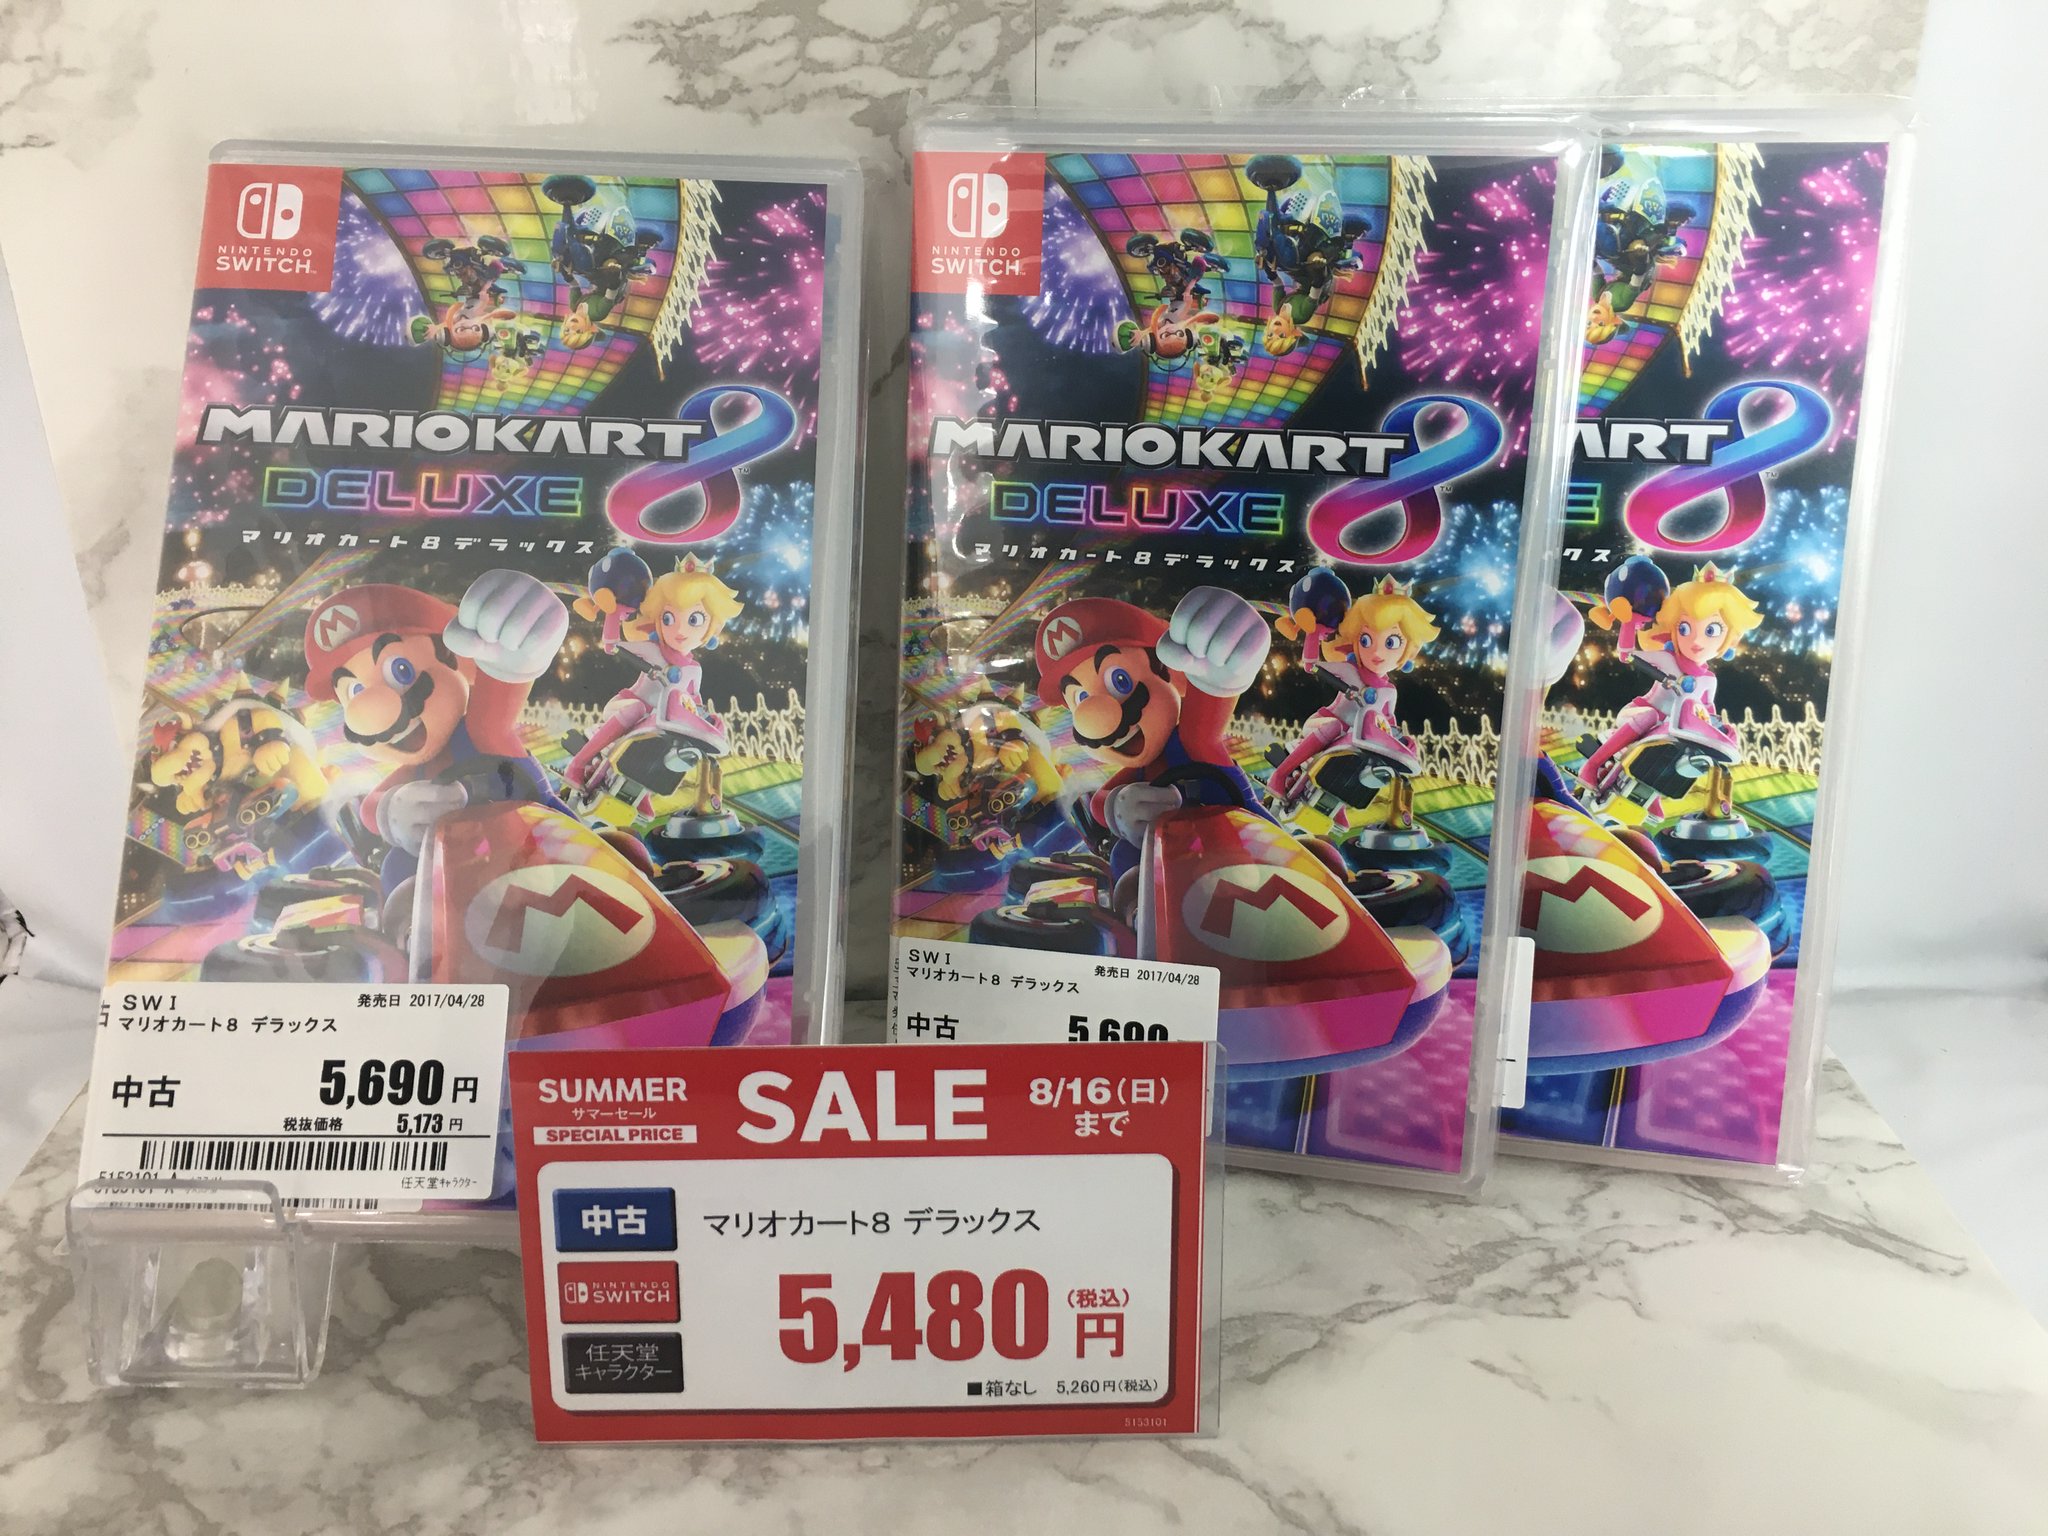 NINTENDO
SWITCH
MARIOKART 8
DELUXE
マリオカート8デラックス
NINTENDO
SWITCH
MARIOKART 8
DELUXE
マリオカート8デラックス
ART 8
E
クス
M
M
M
M
M
SWI 発売日 2017/04/28
マリオカート8 デラックス
中古 5,690円
税抜価格 5,173円
5153101 A
任天堂キャラクター
SWI 発売日 2017/04/28
マリオカート8 デラックス
中古 5,690
SUMMER
サマーセール
SPECIAL PRICE
SALE
8/16(日)
まで
中古
マリオカート8 デラックス
NINTENDO
SWITCH
任天堂
キャラクター
5,480円(税込)
■箱なし 5,260円(税込)
5153101